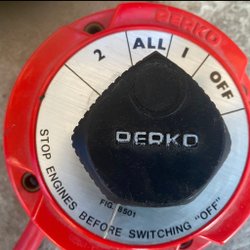 PERKO
2 ALL 1 OFF
PERKO
FIG. 8501
STOP ENGINES BEFORE SWITCHING "OFF"